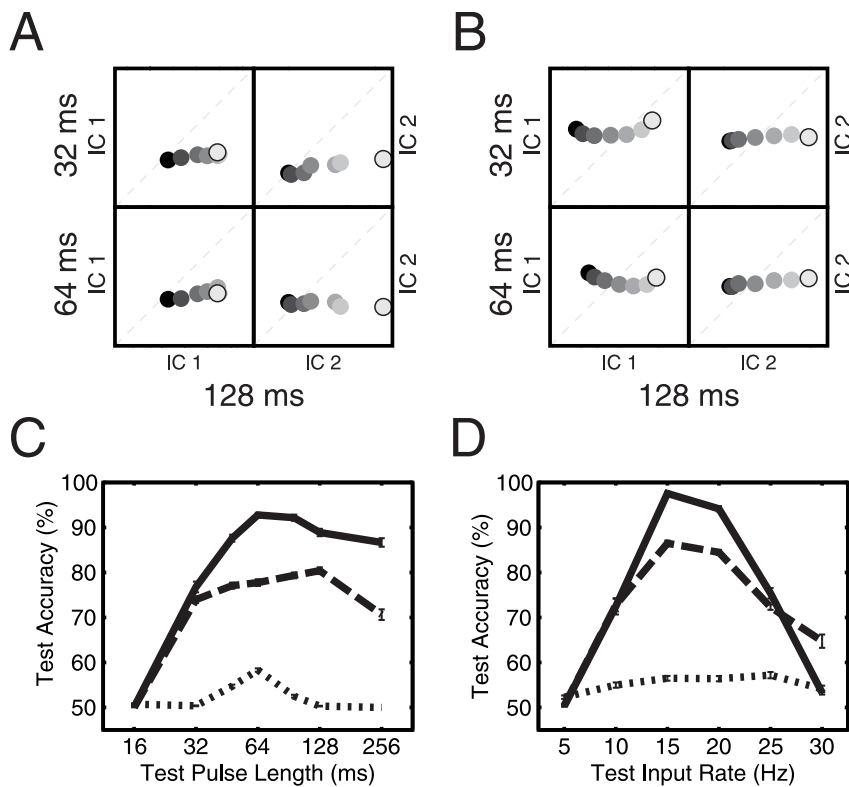 A
B
32 ms
IC 1
IC 2
32 ms
IC 1
IC 2
64 ms
IC 1
IC 2
64 ms
IC 1
IC 2
IC 1
IC 2
IC 1
IC 2
128 ms
128 ms
C
D
Test Accuracy (%)
100
90
80
70
60
50
16
32
64
128
256
Test Pulse Length (ms)
Test Accuracy (%)
100
90
80
70
60
50
5
10
15
20
25
30
Test Input Rate (Hz)